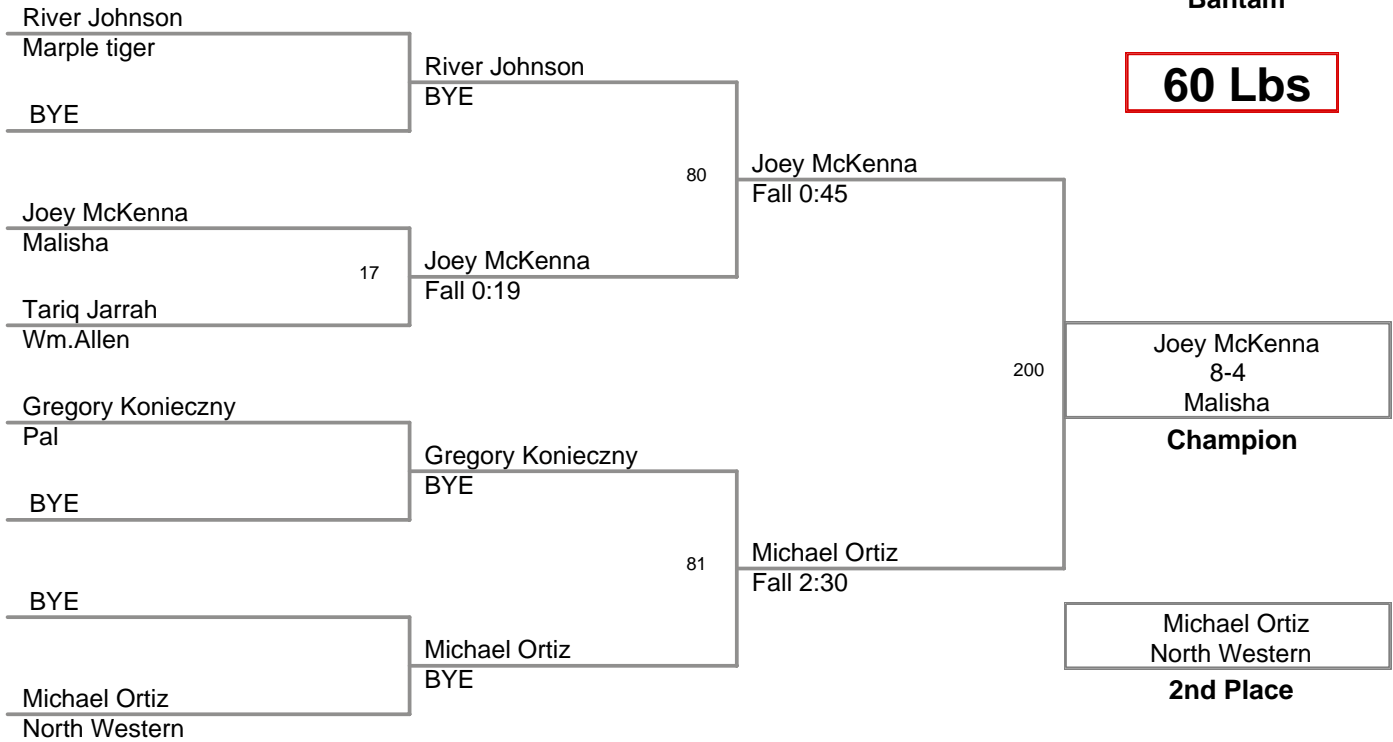 Bantam
60 Lbs
River Johnson
Marple tiger
BYE
Joey McKenna
Malisha
17
Tariq Jarrah
Wm.Allen
Gregory Konieczny
Pal
BYE
BYE
Michael Ortiz
North Western
River Johnson
BYE
80
Joey McKenna
Fall 0:19
Gregory Konieczny
BYE
81
Michael Ortiz
BYE
Joey McKenna
Fall 0:45
200
Michael Ortiz
Fall 2:30
Joey McKenna
8-4
Malisha
Champion
Michael Ortiz
North Western
2nd Place